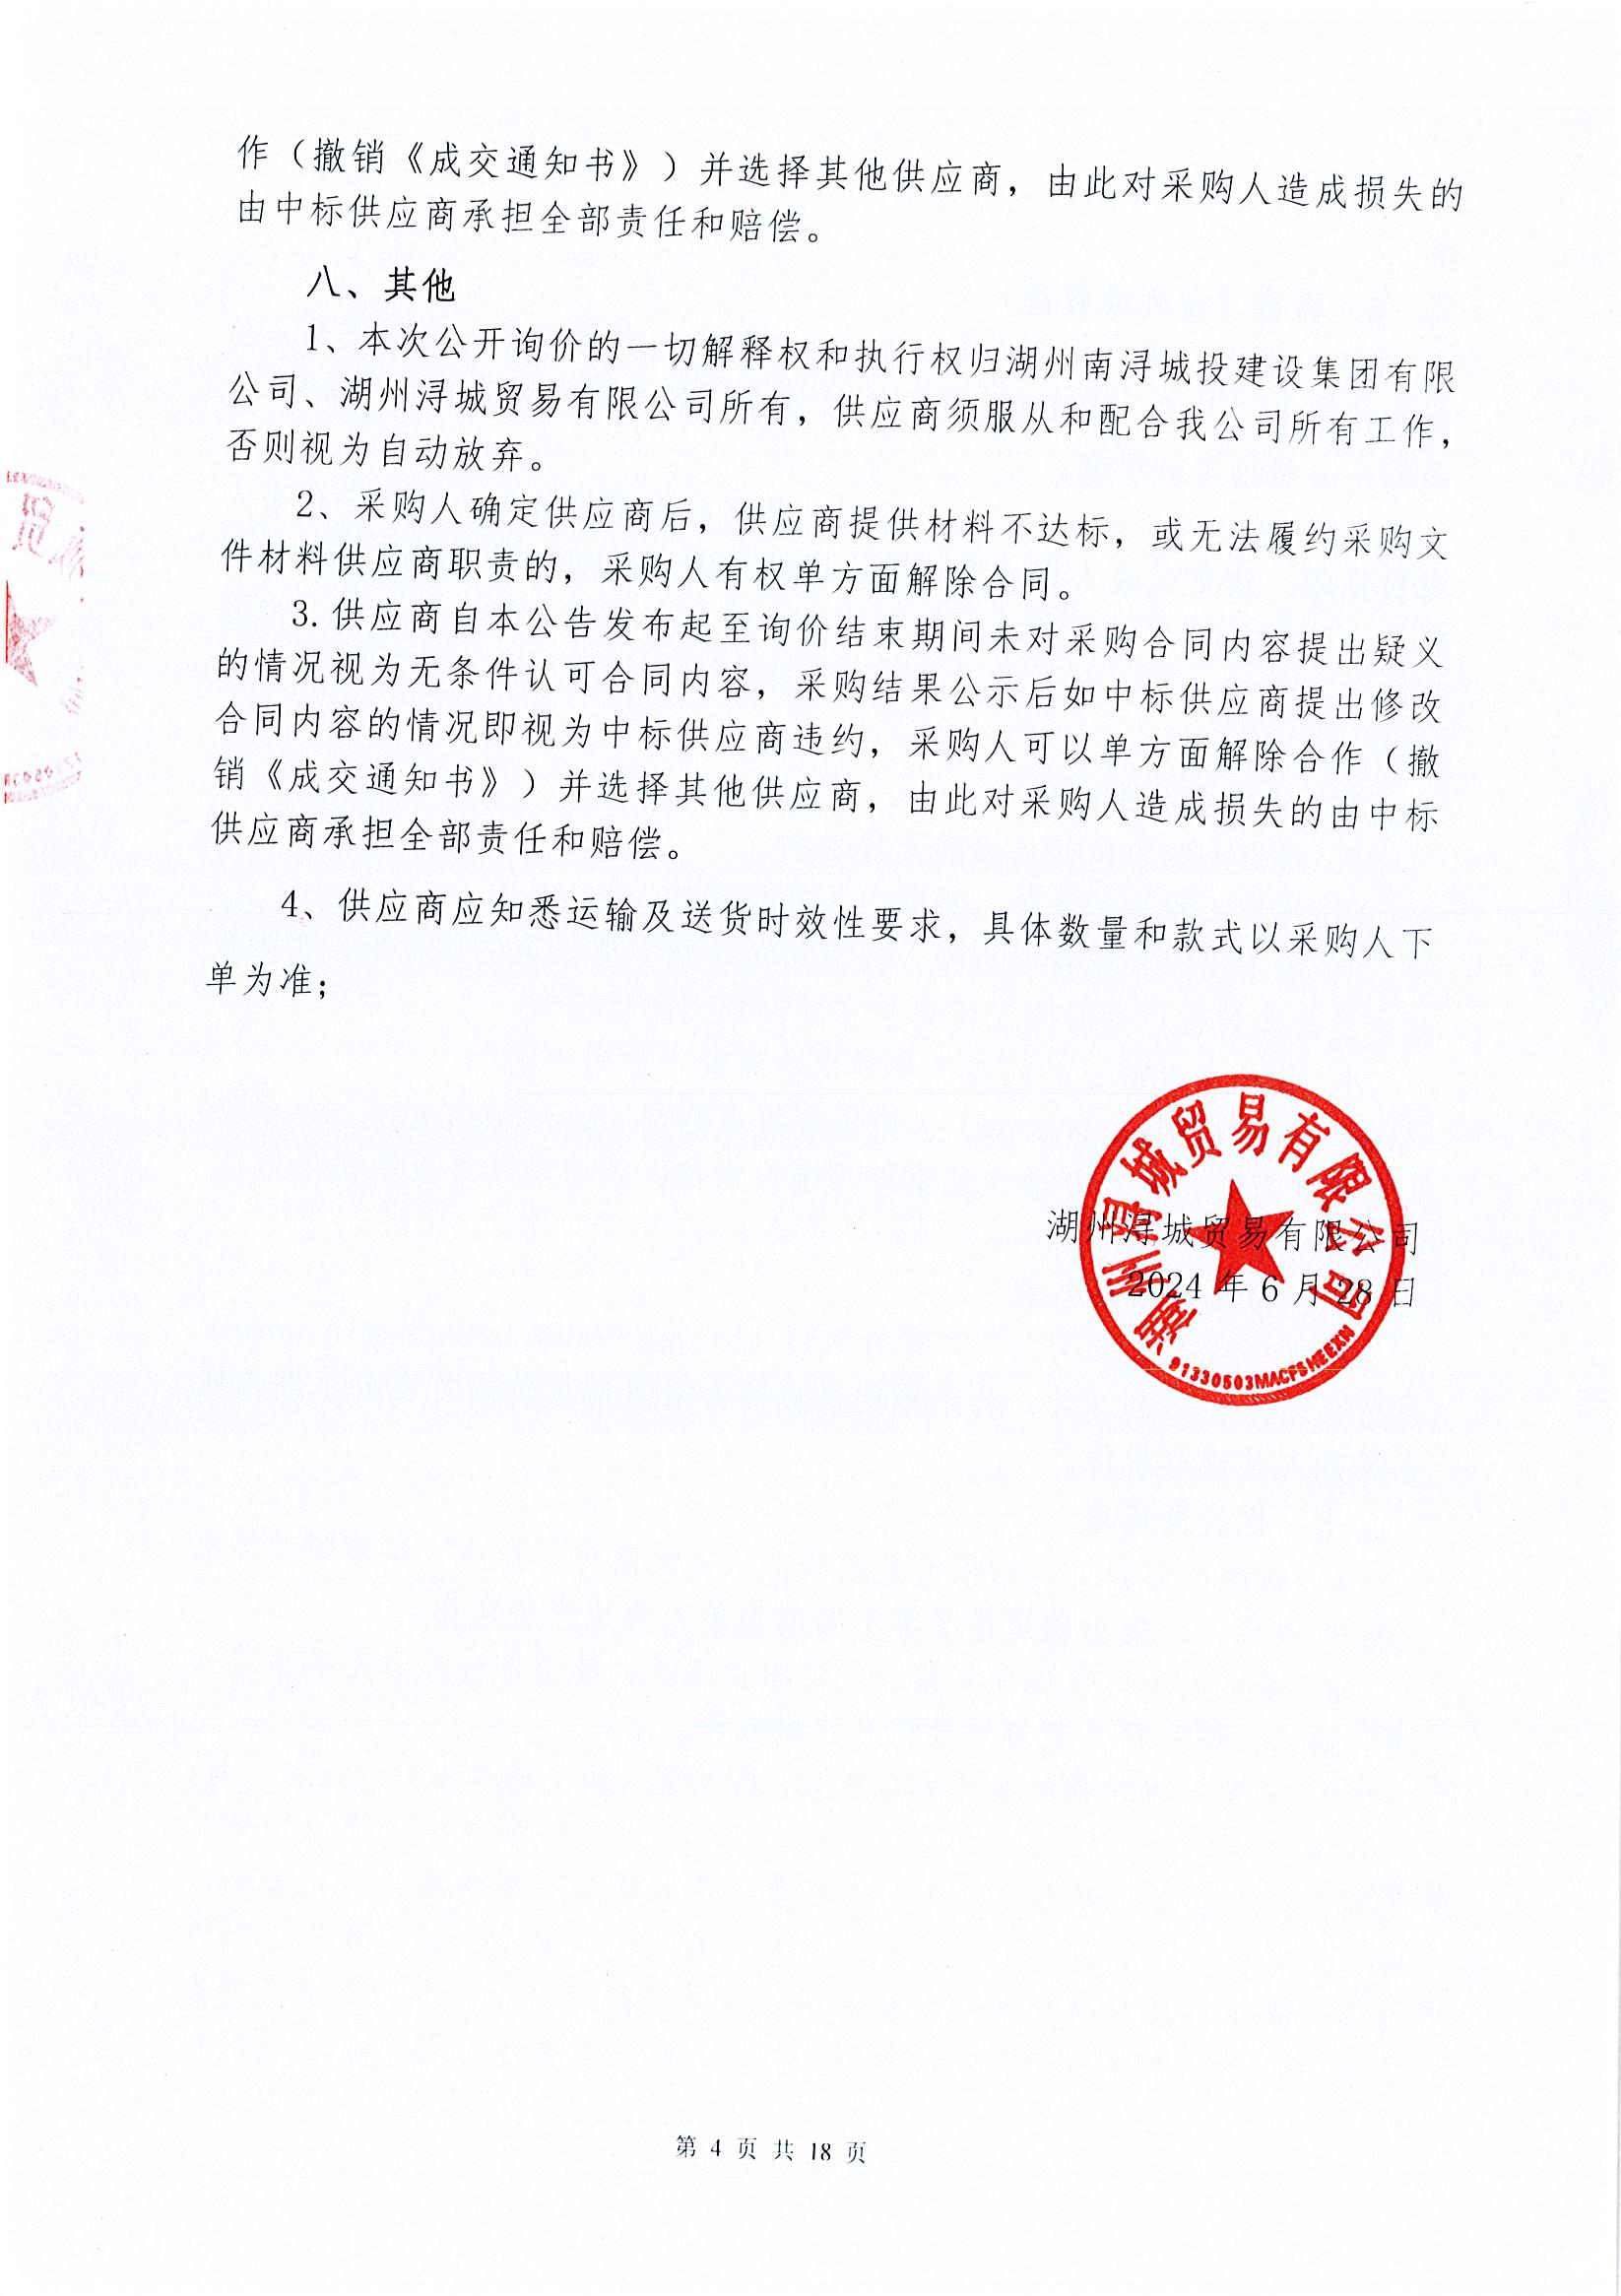 作（撤销《成交通知书》）并选择其他供应商，由此对采购人造成损失的
由中标供应商承担全部责任和赔偿。
八、其他
1、本次公开询价的一切解释权和执行权归湖州南浔城投建设集团有限
公司、湖州浔城贸易有限公司所有，供应商须服从和配合我公司所有工作，
否则视为自动放弃。
2、采购人确定供应商后，供应商提供材料不达标，或无法履约采购文
件材料供应商职责的，采购人有权单方面解除合同。
3.供应商自本公告发布起至询价结束期间未对采购合同内容提出疑义
的情况视为无条件认可合同内容，采购结果公示后如中标供应商提出修改
合同内容的情况即视为中标供应商违约，采购人可以单方面解除合作（撤
销《成交通知书》）并选择其他供应商，由此对采购人造成损失的由中标
供应商承担全部责任和赔偿。
4、供应商应知悉运输及送货时效性要求，具体数量和款式以采购人下
单为准；
湖州浔城贸易有限公司
湖州浔城贸易有限公司
2024 年 6 月 28 日
91330503MACF5HEEXN
第 4 页 共 18 页